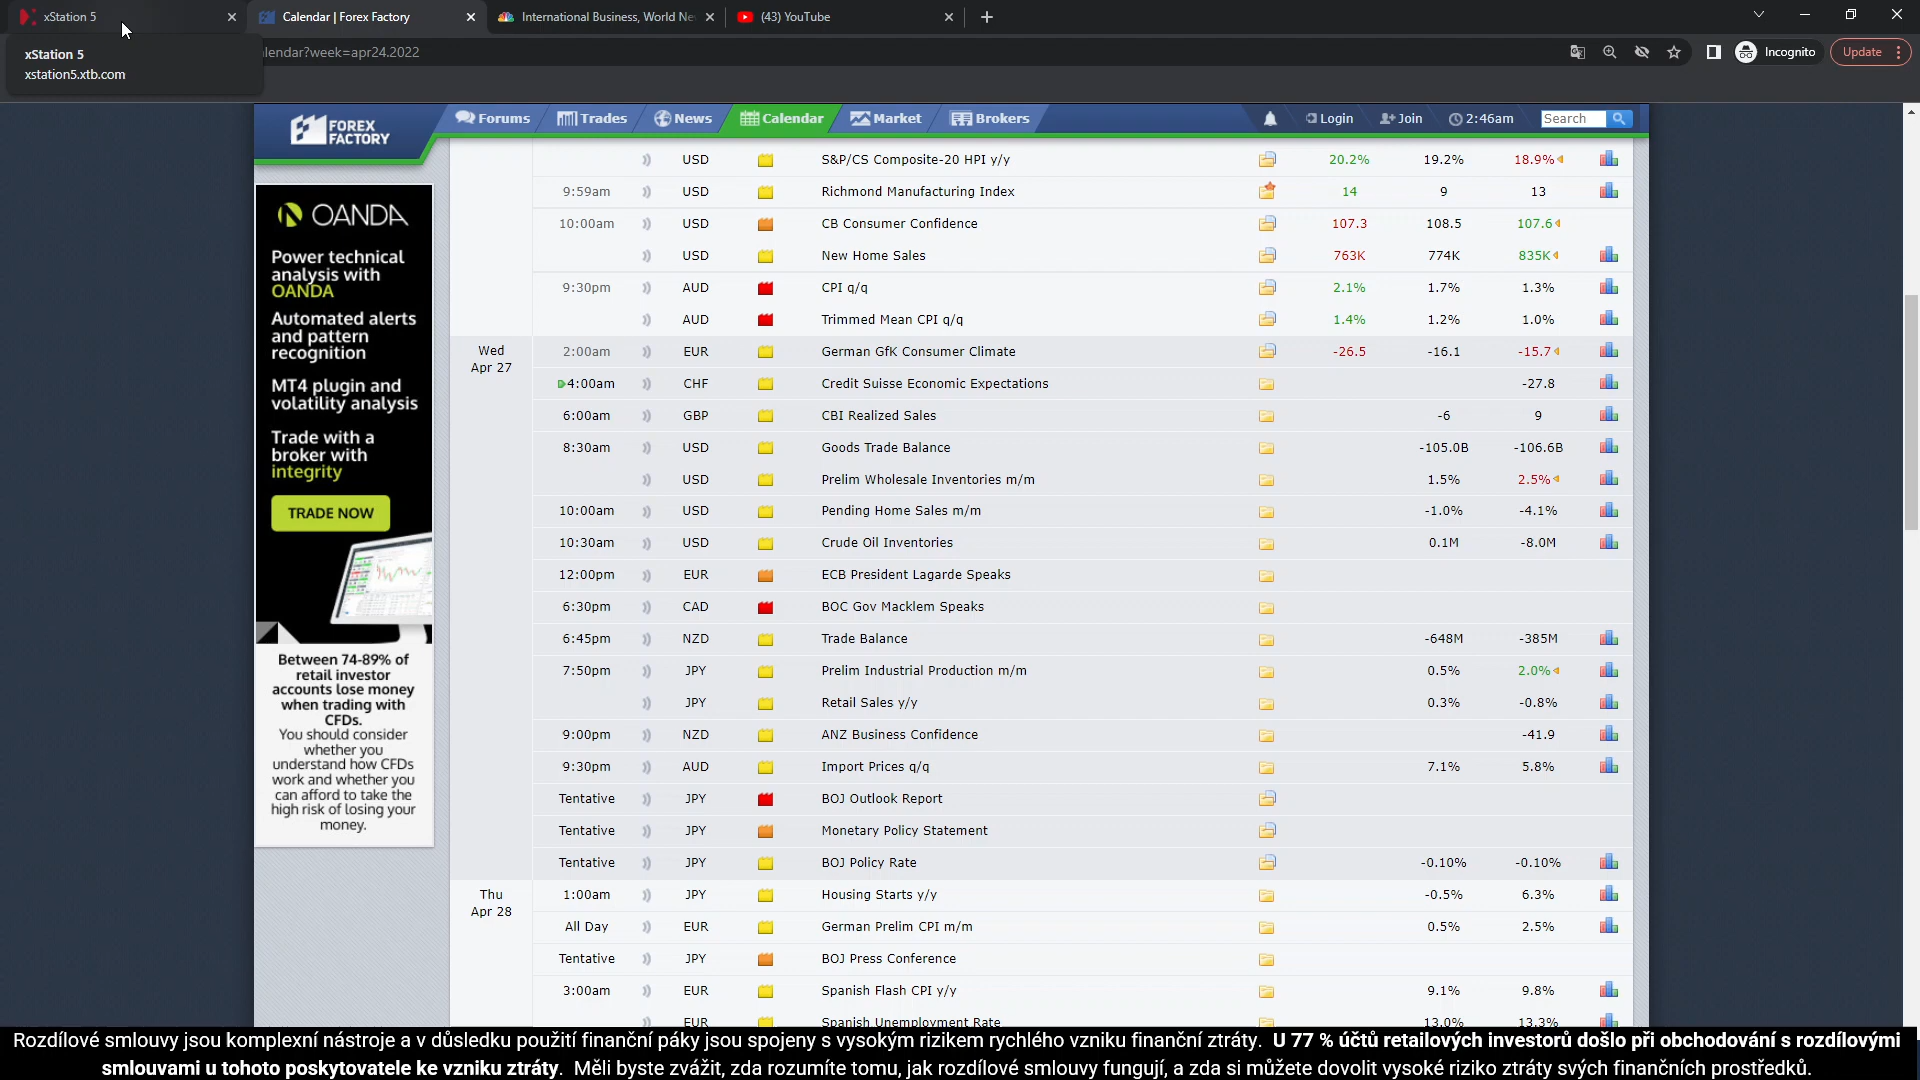 xStation 5
Calendar | Forex Factory
International Business, World Ne
(43) YouTube
xStation 5
xstation5.xtb.com
lendar?week=apr24.2022
Incognito
Update
FOREX FACTORY
Forums
Trades
News
Calendar
Market
Brokers
Login
Join
2:46am
Search
USD S&P/CS Composite-20 HPI y/y 20.2% 19.2% 18.9%
9:59am USD Richmond Manufacturing Index 14 9 13
10:00am USD CB Consumer Confidence 107.3 108.5 107.6
USD New Home Sales 763K 774K 835K
9:30pm AUD CPI q/q 2.1% 1.7% 1.3%
AUD Trimmed Mean CPI q/q 1.4% 1.2% 1.0%
Wed Apr 27
2:00am EUR German GfK Consumer Climate -26.5 -16.1 -15.7
4:00am CHF Credit Suisse Economic Expectations -27.8
6:00am GBP CBI Realized Sales -6 9
8:30am USD Goods Trade Balance -105.0B -106.6B
USD Prelim Wholesale Inventories m/m 1.5% 2.5%
10:00am USD Pending Home Sales m/m -1.0% -4.1%
10:30am USD Crude Oil Inventories 0.1M -8.0M
12:00pm EUR ECB President Lagarde Speaks
6:30pm CAD BOC Gov Macklem Speaks
6:45pm NZD Trade Balance -648M -385M
7:50pm JPY Prelim Industrial Production m/m 0.5% 2.0%
JPY Retail Sales y/y 0.3% -0.8%
9:00pm NZD ANZ Business Confidence -41.9
9:30pm AUD Import Prices q/q 7.1% 5.8%
Tentative JPY BOJ Outlook Report
Tentative JPY Monetary Policy Statement
Tentative JPY BOJ Policy Rate -0.10% -0.10%
Thu Apr 28
1:00am JPY Housing Starts y/y -0.5% 6.3%
All Day EUR German Prelim CPI m/m 0.5% 2.5%
Tentative JPY BOJ Press Conference
3:00am EUR Spanish Flash CPI y/y 9.1% 9.8%
EUR Spanish Unemployment Rate 13.0% 13.3%
OANDA
Power technical
analysis with
OANDA
Automated alerts
and pattern
recognition
MT4 plugin and
volatility analysis
Trade with a
broker with
integrity
TRADE NOW
Between 74-89% of
retail investor
accounts lose money
when trading with
CFDs.
You should consider
whether you
understand how CFDs
work and whether you
can afford to take the
high risk of losing your
money.
Rozdílové smlouvy jsou komplexní nástroje a v důsledku použití finanční páky jsou spojeny s vysokým rizikem rychlého vzniku finanční ztráty. U 77 % účtů retailových investorů došlo při obchodování s rozdílovými
smlouvami u tohoto poskytovatele ke vzniku ztráty. Měli byste zvážit, zda rozumíte tomu, jak rozdílové smlouvy fungují, a zda si můžete dovolit vysoké riziko ztráty svých finančních prostředků.